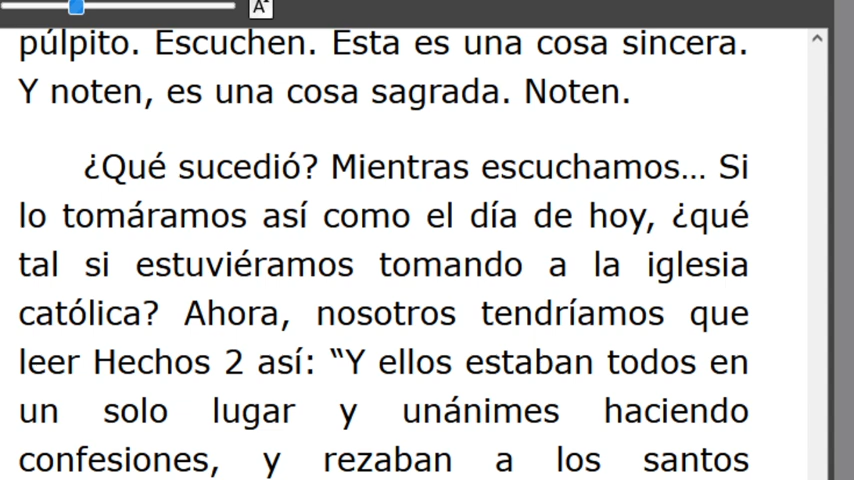 A
púlpito. Escuchen. Esta es una cosa sincera.
Y noten, es una cosa sagrada. Noten.
¿Qué sucedió? Mientras escuchamos... Si
lo tomáramos así como el día de hoy, ¿qué
tal si estuviéramos tomando a la iglesia
católica? Ahora, nosotros tendríamos que
leer Hechos 2 así: “Y ellos estaban todos en
un solo lugar y unánimes haciendo
confesiones, y rezaban a los santos